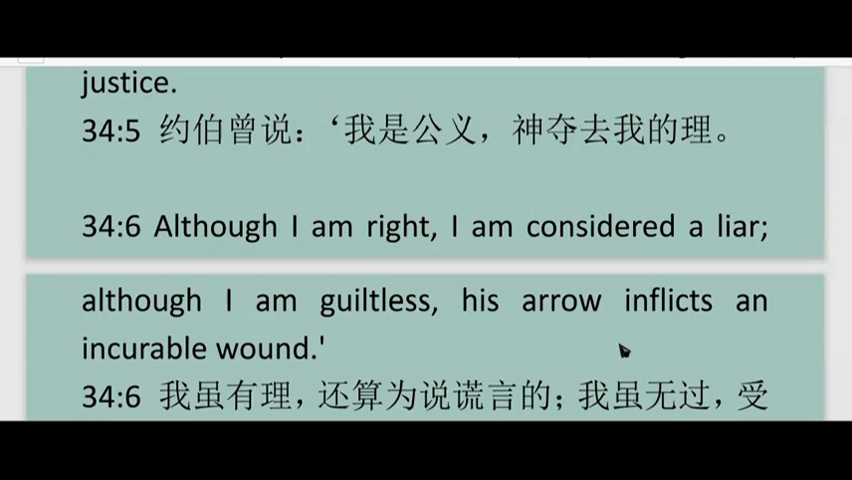 justice.
34:5 约伯曾说：‘我是公义，神夺去我的理。
34:6 Although I am right, I am considered a liar;
although I am guiltless, his arrow inflicts an
incurable wound.'
34:6 我虽有理，还算为说谎言的；我虽无过，受